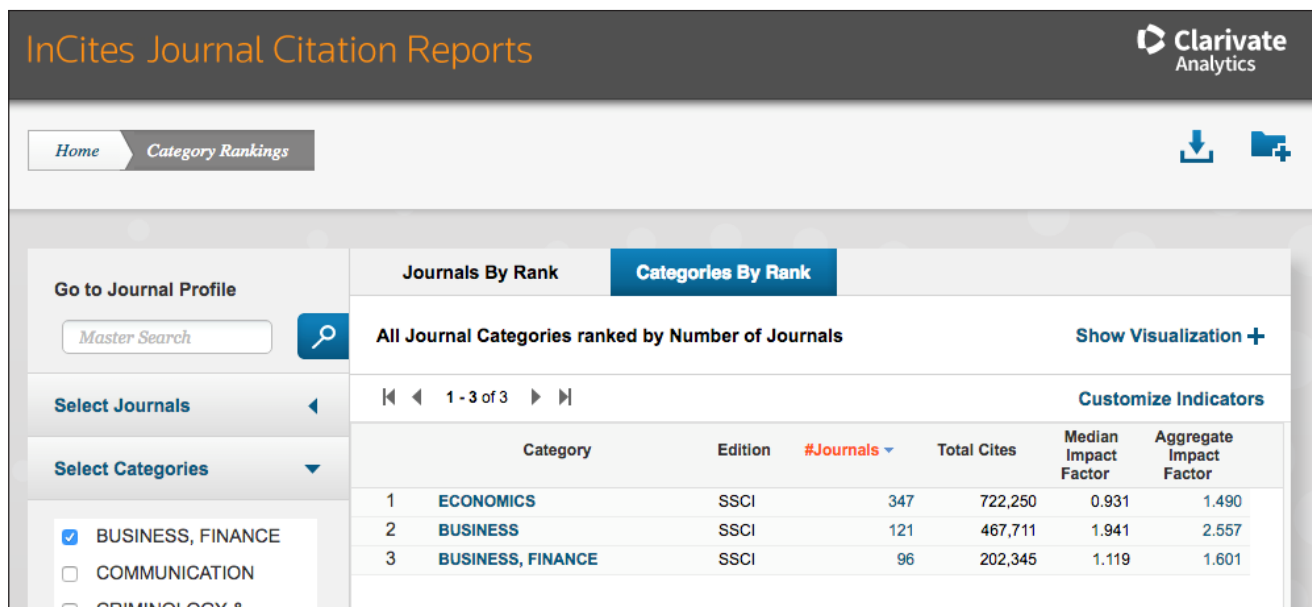 InCites Journal Citation Reports
Clarivate
Analytics
Home
Category Rankings
Go to Journal Profile
Master Search
Select Journals
Select Categories
BUSINESS, FINANCE
COMMUNICATION
CRIMINOLOGY &
Journals By Rank
Categories By Rank
All Journal Categories ranked by Number of Journals
Show Visualization +
1 - 3 of 3
Customize Indicators
Category Edition #Journals Total Cites Median Impact Factor Aggregate Impact Factor
1 ECONOMICS SSCI 347 722,250 0.931 1.490
2 BUSINESS SSCI 121 467,711 1.941 2.557
3 BUSINESS, FINANCE SSCI 96 202,345 1.119 1.601